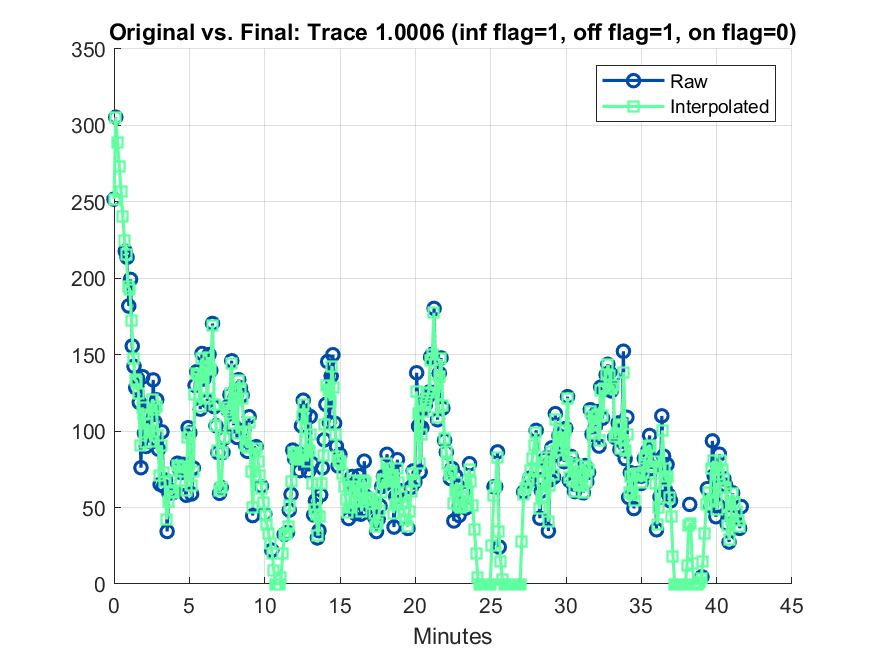 Original vs. Final: Trace 1.0006 (inf flag=1, off flag=1, on flag=0)
350
300
250
200
150
100
50
0
Raw
Interpolated
0 5 10 15 20 25 30 35 40 45
Minutes